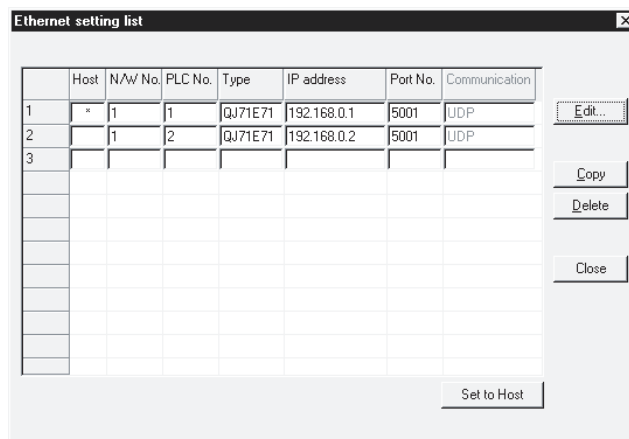 Ethernet setting list
Host N/W No. PLC No. Type IP address Port No. Communication
1 * 1 1 QJ71E71 192.168.0.1 5001 UDP
Edit...
2 1 2 QJ71E71 192.168.0.2 5001 UDP
3
Copy
Delete
Close
Set to Host